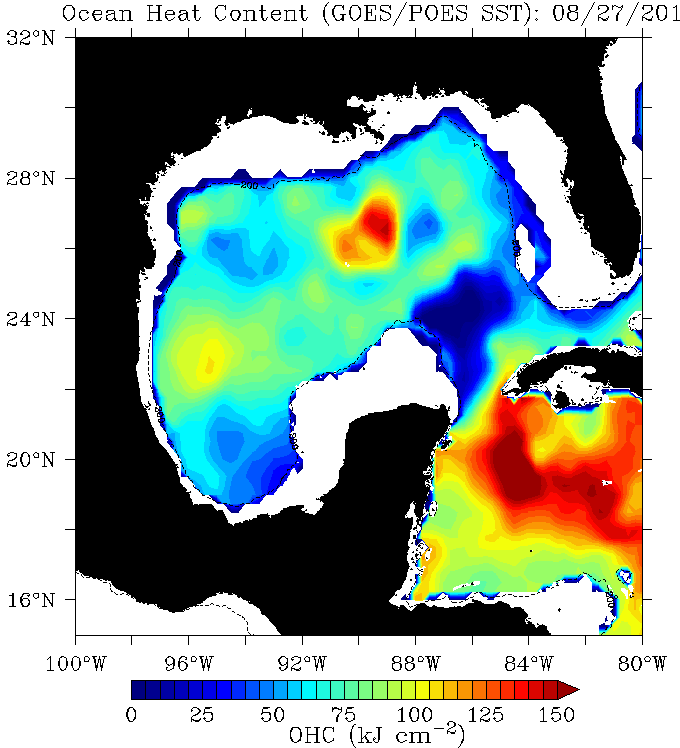 Ocean Heat Content (GOES/POES SST): 08/27/201
32°N
28°N
24°N
20°N
16°N
100°W 96°W 92°W 88°W 84°W 80°W
0 25 50 75 100 125 150
OHC (kJ cm⁻²)